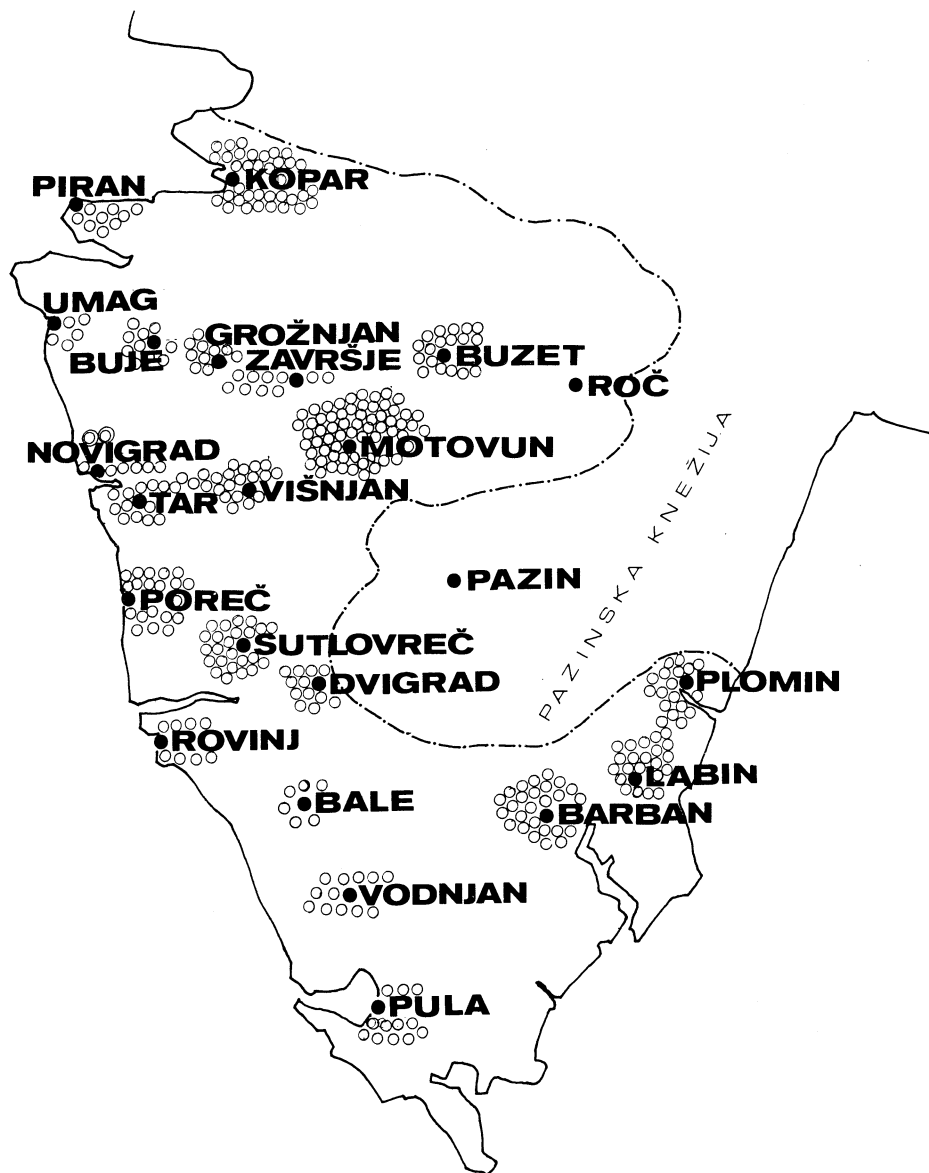 KOPAR
PIRAN
UMAG
GROŽNJAN
BUJE
ZAVRŠJE
BUZET
ROČ
NOVIGRAD
MOTOVUN
VIŠNJAN
TAR
PAZINSKA KNEŽIJA
PAZIN
POREČ
SUTLOVREČ
DVIGRAD
PLOMIN
ROVINJ
LABIN
BALE
BARBAN
VODNJAN
PULA